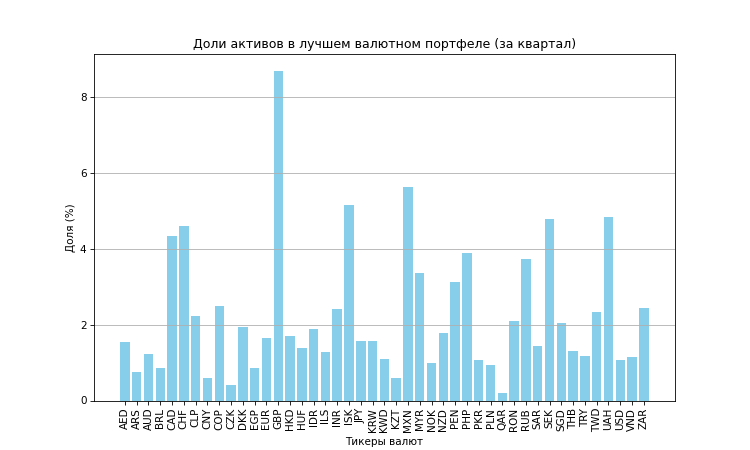 Доли активов в лучшем валютном портфеле (за квартал)
Доля (%)
8
6
4
2
0
AED ARS AUD BRL CAD CHF CLP CNY COP CZK DKK EGP EUR GBP HKD HUF IDR ILS INR ISK JPY KRW KWD KZT MXN MYR NOK NZD PEN PHP PKR PLN QAR RON RUB SAR SEK SGD THB TRY TWD UAH USD VND ZAR
Тикеры валют